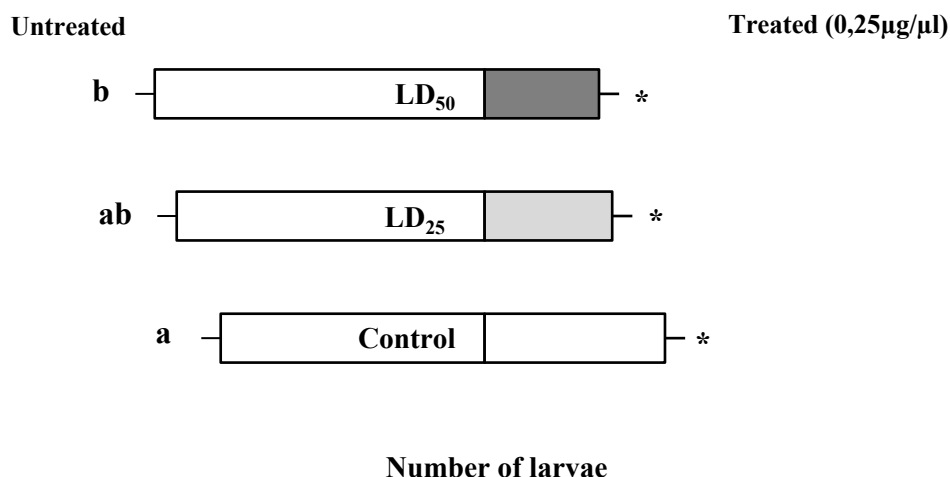 Untreated
Treated (0,25µg/µl)
b LD50 *
ab LD25 *
a Control *
Number of larvae